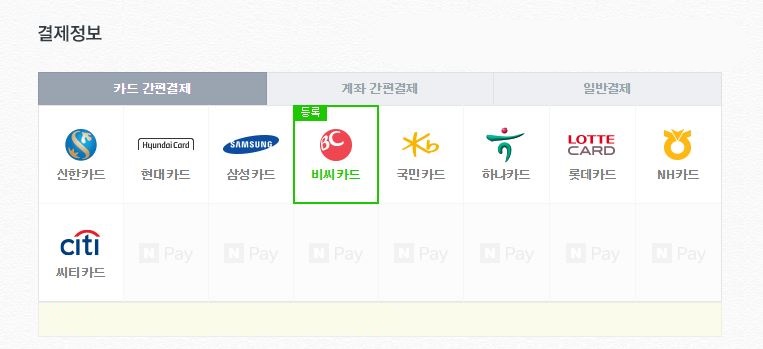 결제정보
카드 간편결제 계좌 간편결제 일반결제
등록
HyundaiCard SAMSUNG BC Kb LOTTE CARD
신한카드 현대카드 삼성카드 비씨카드 국민카드 하나카드 롯데카드 NH카드
citi N Pay N Pay N Pay N Pay N Pay N Pay N Pay
씨티카드